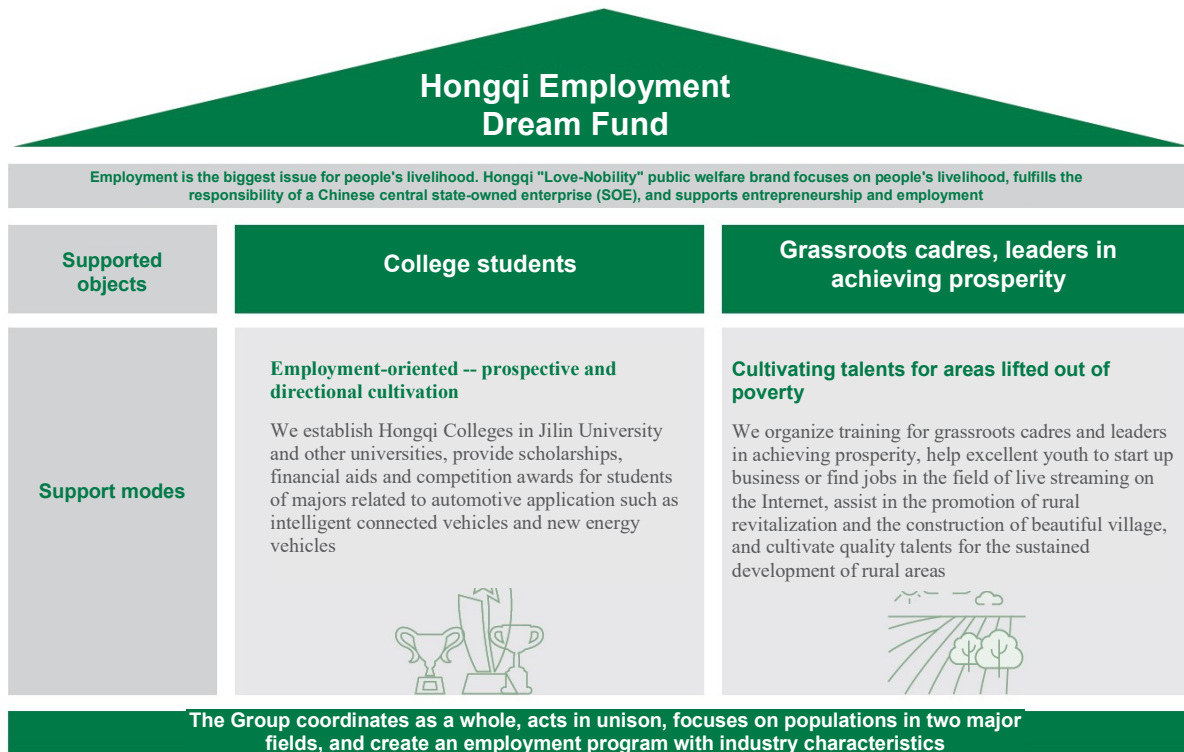 Hongqi Employment
Dream Fund
Employment is the biggest issue for people's livelihood. Hongqi "Love-Nobility" public welfare brand focuses on people's livelihood, fulfills the
responsibility of a Chinese central state-owned enterprise (SOE), and supports entrepreneurship and employment
Supported
objects
College students
Grassroots cadres, leaders in
achieving prosperity
Support modes
Employment-oriented -- prospective and
directional cultivation
We establish Hongqi Colleges in Jilin University
and other universities, provide scholarships,
financial aids and competition awards for students
of majors related to automotive application such as
intelligent connected vehicles and new energy
vehicles
Cultivating talents for areas lifted out of
poverty
We organize training for grassroots cadres and leaders
in achieving prosperity, help excellent youth to start up
business or find jobs in the field of live streaming on
the Internet, assist in the promotion of rural
revitalization and the construction of beautiful village,
and cultivate quality talents for the sustained
development of rural areas
The Group coordinates as a whole, acts in unison, focuses on populations in two major
fields, and create an employment program with industry characteristics